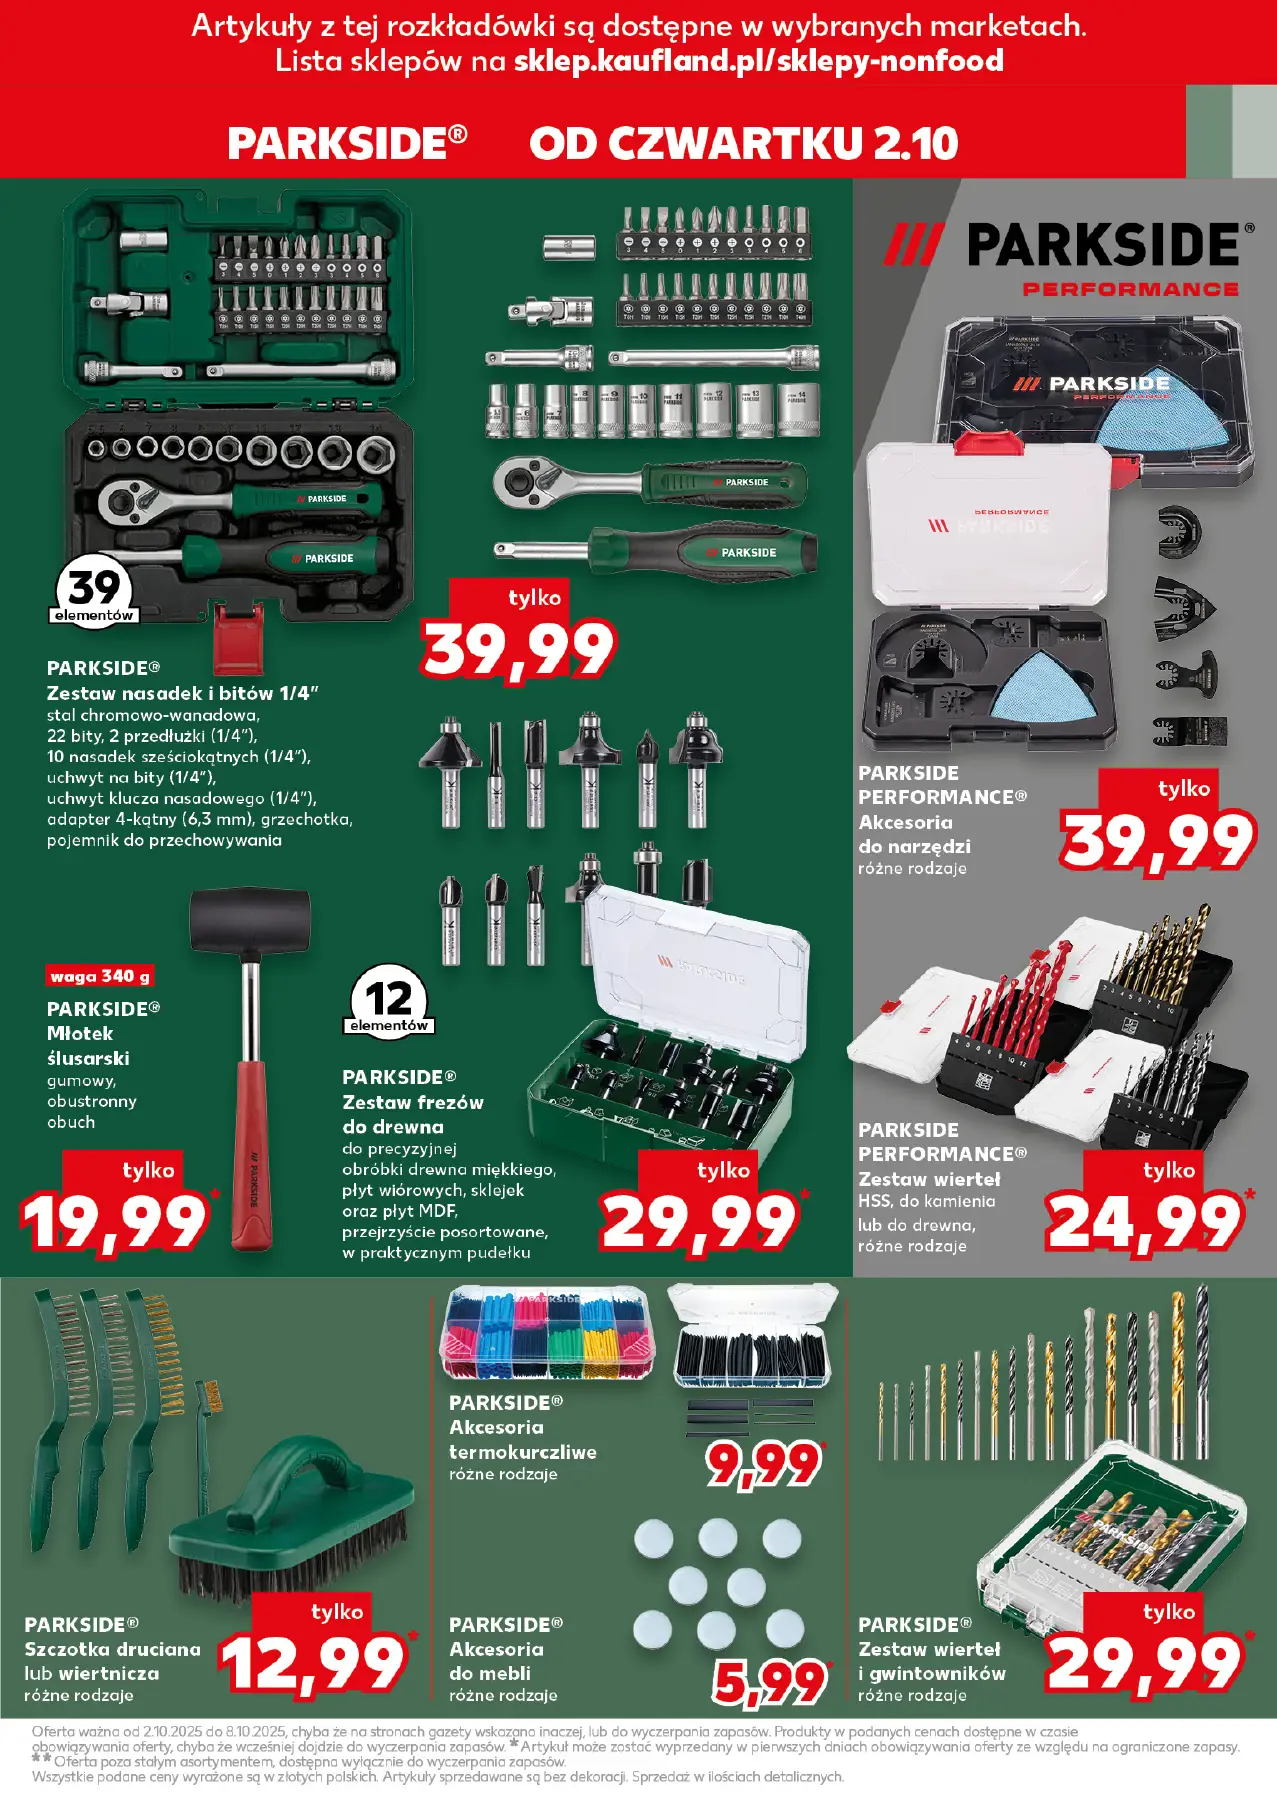 Artykuły z tej rozkładówki są dostępne w wybranych marketach.
Lista sklepów na sklep.kaufland.pl/sklepy-nonfood
PARKSIDE® OD CZWARTKU 2.10
PARKSIDE®
PERFORMANCE
39
elementów
tylko
39,99
PARKSIDE®
Zestaw nasadek i bitów 1/4”
stal chromowo-wanadowa,
22 bity, 2 przedłużki (1/4”),
10 nasadek sześciokątnych (1/4”),
uchwyt na bity (1/4”),
uchwyt klucza nasadowego (1/4”),
adapter 4-kątny (6,3 mm), grzechotka,
pojemnik do przechowywania
PARKSIDE
PERFORMANCE®
Akcesoria
do narzędzi
różne rodzaje
tylko
39,99
waga 340 g
PARKSIDE®
Młotek
ślusarski
gumowy,
obustronny
obuch
tylko
19,99*
12
elementów
PARKSIDE®
Zestaw frezów
do drewna
do precyzyjnej
obróbki drewna miękkiego,
płyt wiórowych, sklejek
oraz płyt MDF,
przejrzyście posortowane,
w praktycznym pudełku
tylko
29,99*
PARKSIDE
PERFORMANCE®
Zestaw wierteł
HSS, do kamienia
lub do drewna,
różne rodzaje
tylko
24,99*
PARKSIDE®
Szczotka druciana
lub wiertnicza
różne rodzaje
tylko
12,99*
PARKSIDE®
Akcesoria
termokurczliwe
różne rodzaje
9,99*
PARKSIDE®
Akcesoria
do mebli
różne rodzaje
5,99*
PARKSIDE®
Zestaw wierteł
i gwintowników
różne rodzaje
tylko
29,99*
Oferta ważna od 2.10.2025 do 8.10.2025, chyba że na stronach gazety wskazano inaczej, lub do wyczerpania zapasów. Produkty w podanych cenach dostępne w czasie
obowiązywania oferty, chyba że wcześniej dojdzie do wyczerpania zapasów. *Artykuł może zostać wyprzedany w pierwszych dniach obowiązywania oferty ze względu na ograniczone zapasy.
**Oferta poza stałym asortymentem, dostępna wyłącznie do wyczerpania zapasów.
Wszystkie podane ceny wyrażone są w złotych polskich. Artykuły sprzedawane są bez dekoracji. Sprzedaż w ilościach detalicznych.